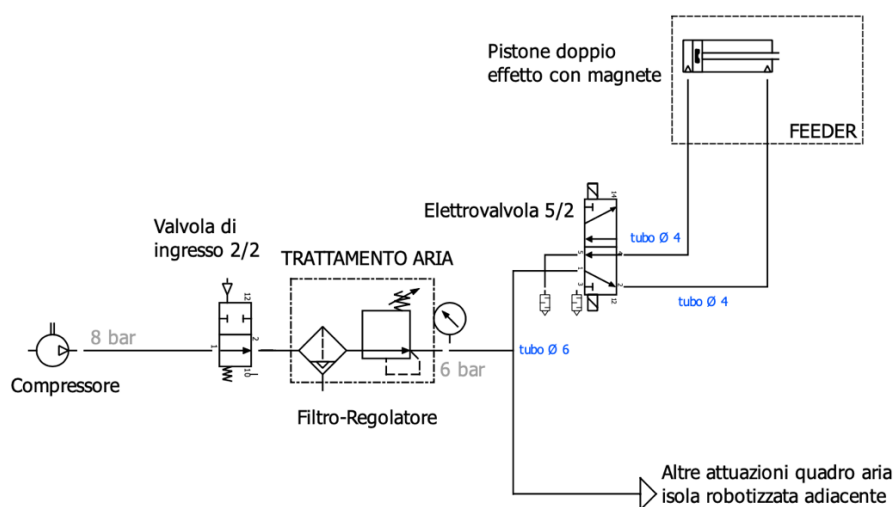 Pistone doppio
effetto con magnete
FEEDER
Elettrovalvola 5/2
14
tubo Ø 4
5
4
1
3
2
12
tubo Ø 4
Valvola di
ingresso 2/2
TRATTAMENTO ARIA
12
8 bar
1
2
10
6 bar
tubo Ø 6
Compressore
Filtro-Regolatore
Altre attuazioni quadro aria
isola robotizzata adiacente